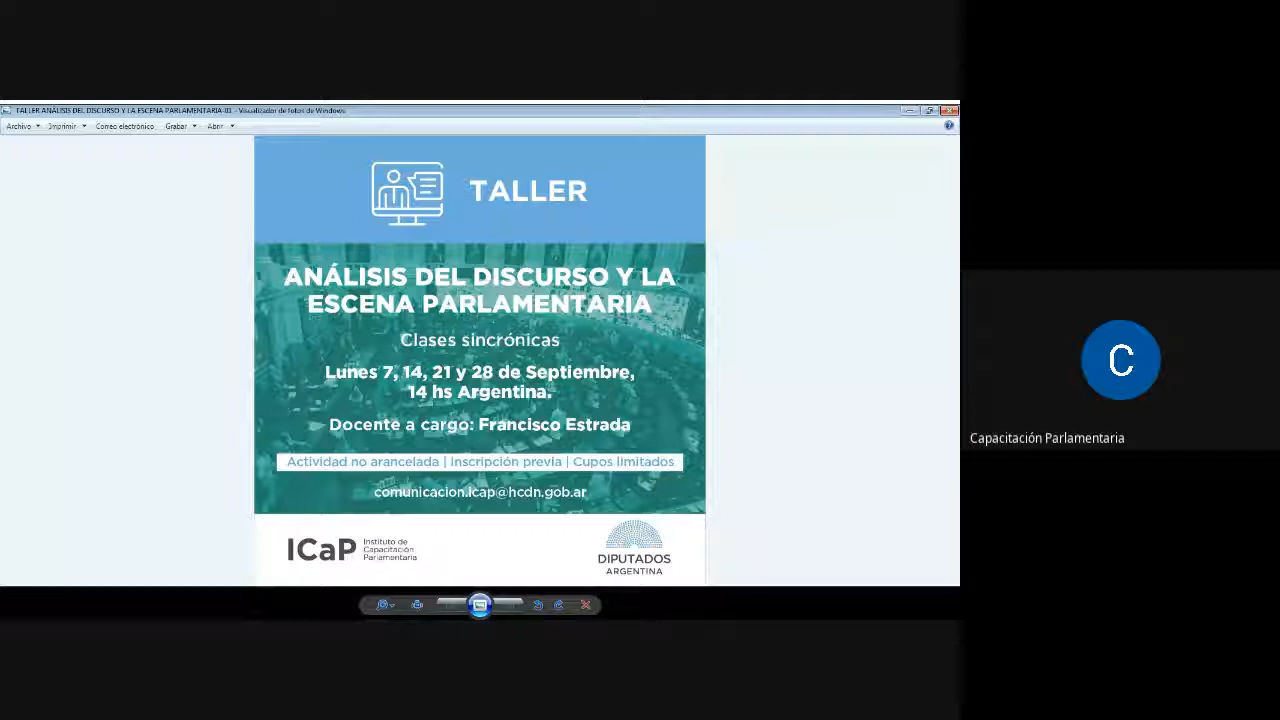 TALLER ANÁLISIS DEL DISCURSO Y LA ESCENA PARLAMENTARIA-01 - Visualizador de fotos de Windows
Archivo Imprimir Correo electrónico Grabar Abrir
TALLER
ANÁLISIS DEL DISCURSO Y LA
ESCENA PARLAMENTARIA
Clases sincrónicas
Lunes 7, 14, 21 y 28 de Septiembre,
14 hs Argentina.
Docente a cargo: Francisco Estrada
Actividad no arancelada | Inscripción previa | Cupos limitados
comunicacion.icap@hcdn.gob.ar
ICaP
Instituto de
Capacitación
Parlamentaria
DIPUTADOS
ARGENTINA
C
Capacitación Parlamentaria